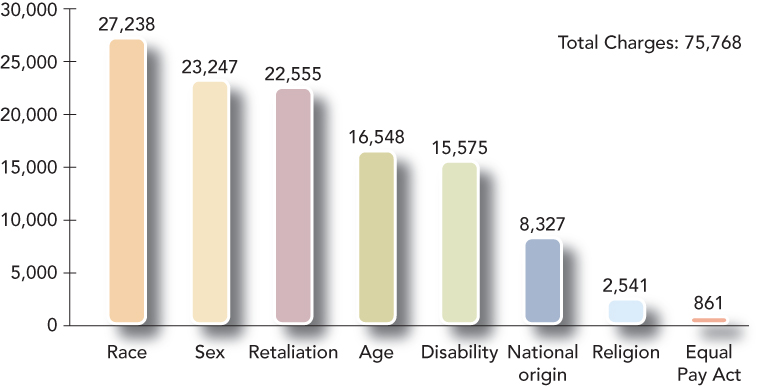 30,000
25,000
20,000
15,000
10,000
5,000
0
Total Charges: 75,768
27,238
23,247
22,555
16,548
15,575
8,327
2,541
861
Race
Sex
Retaliation
Age
Disability
National
origin
Religion
Equal
Pay Act